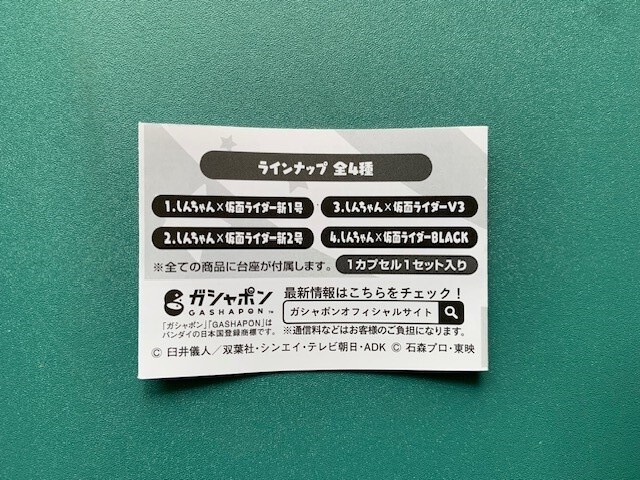 ラインナップ 全4種
1.しんちゃん×仮面ライダー新1号
3.しんちゃん×仮面ライダーV3
2.しんちゃん×仮面ライダー新2号
4.しんちゃん×仮面ライダーBLACK
※全ての商品に台座が付属します。
1カプセル1セット入り
ガシャポン
GASHAPON™
「ガシャポン」「GASHAPON」は
バンダイの日本国登録商標です。
最新情報はこちらをチェック!
ガシャポンオフィシャルサイト
※通信料などはお客様のご負担になります。
© 臼井儀人/双葉社・シンエイ・テレビ朝日・ADK © 石森プロ・東映